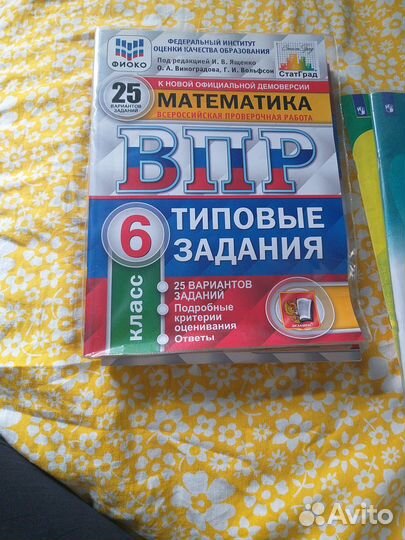 ФЕДЕРАЛЬНЫЙ ИНСТИТУТ
ОЦЕНКИ КАЧЕСТВА ОБРАЗОВАНИЯ
ФИОКО
Под редакцией И. В. Ященко
О. А. Виноградова, Г. И. Вольфсон
СтатГрад
25
ВАРИАНТОВ
ЗАДАНИЙ
К НОВОЙ ОФИЦИАЛЬНОЙ ДЕМОВЕРСИИ
МАТЕМАТИКА
ВСЕРОССИЙСКАЯ ПРОВЕРОЧНАЯ РАБОТА
ВПР
6
класс
ТИПОВЫЕ
ЗАДАНИЯ
• 25 ВАРИАНТОВ
ЗАДАНИЙ
• Подробные
критерии
оценивания
• Ответы
ЭКЗАМЕН
Avito